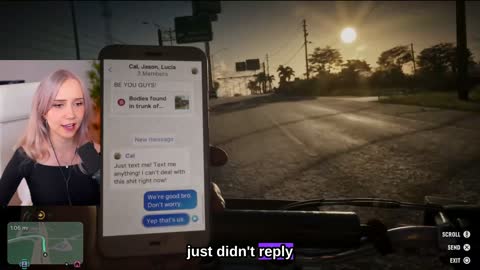 Cal, Jason, Lucia
3 Members
BE YOU GUYS!
Bodies found
in trunk of...
New message
Cal
Just text me! Text me
anything! I can't deal with
this shit right now!
We're good bro.
Don't worry.
Yep that's us.
SCROLL
SEND
EXIT
just didn't reply